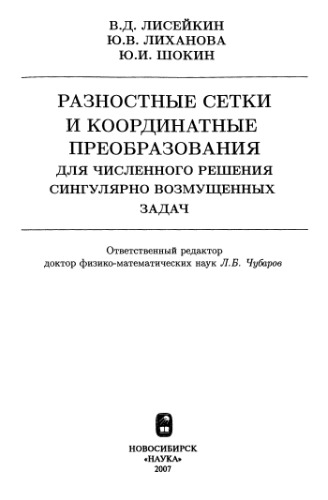 В.Д. ЛИСЕЙКИН
Ю.В. ЛИХАНОВА
Ю.И. ШОКИН
РАЗНОСТНЫЕ СЕТКИ
И КООРДИНАТНЫЕ
ПРЕОБРАЗОВАНИЯ
ДЛЯ ЧИСЛЕННОГО РЕШЕНИЯ
СИНГУЛЯРНО ВОЗМУЩЕННЫХ
ЗАДАЧ
Ответственный редактор
доктор физико-математических наук Л.Б. Чубаров
НОВОСИБИРСК
«НАУКА»
2007